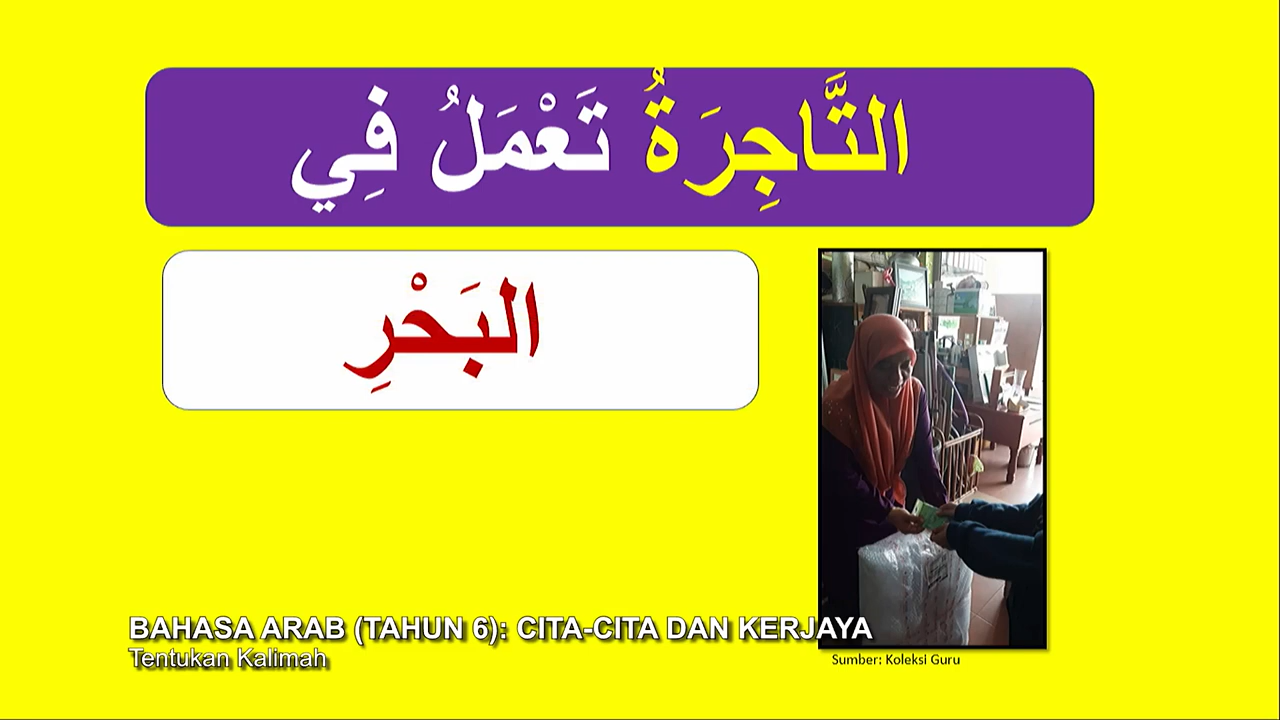 التَّاجِرَةُ تَعْمَلُ فِي
البَحْرِ
BAHASA ARAB (TAHUN 6): CITA-CITA DAN KERJAYA
Tentukan Kalimah
Sumber: Koleksi Guru